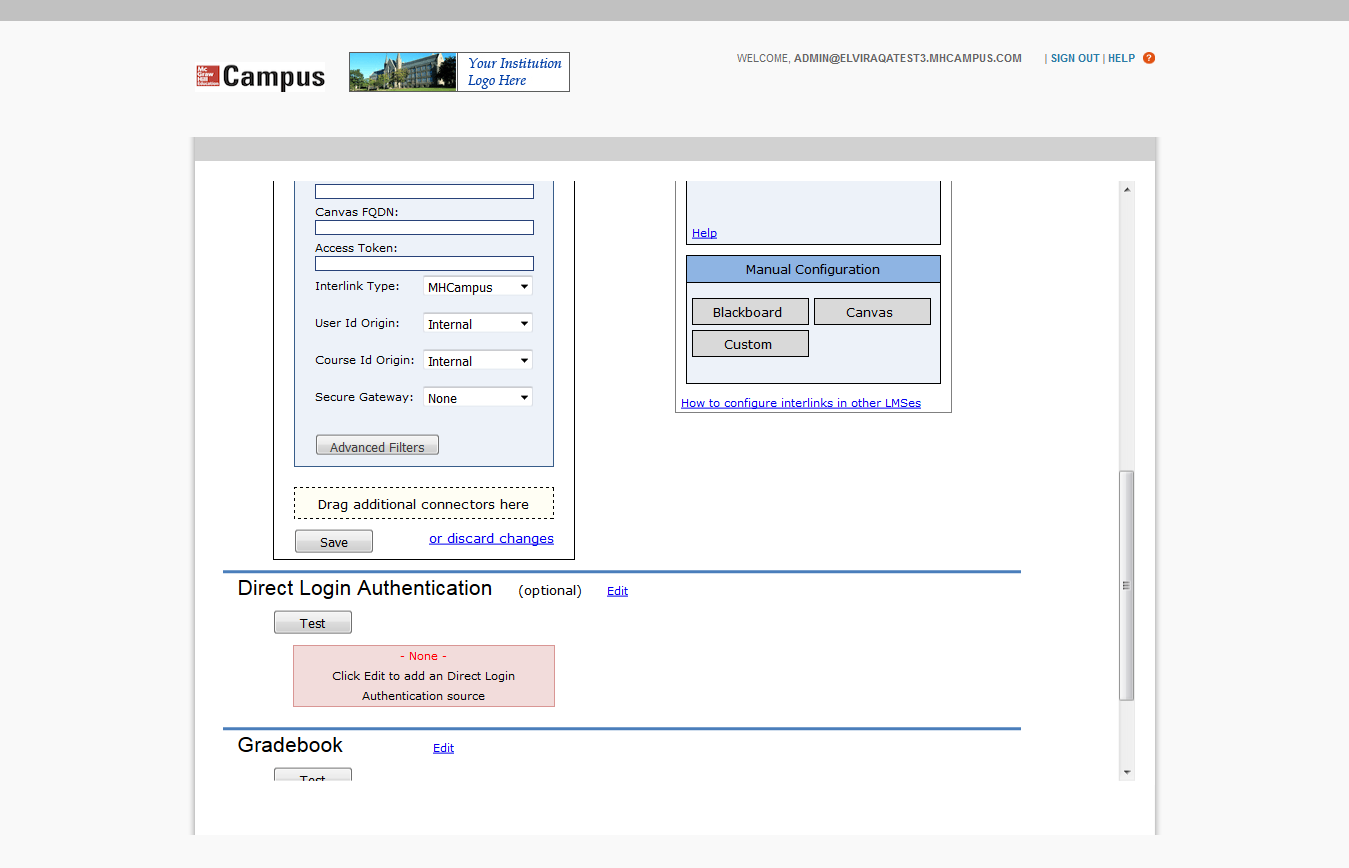 Mc Graw Hill Education Campus
Your Institution
Logo Here
WELCOME, ADMIN@ELVIRAQATEST3.MHCAMPUS.COM | SIGN OUT | HELP ?
Canvas FQDN:
Access Token:
Interlink Type: MHCampus
User Id Origin: Internal
Course Id Origin: Internal
Secure Gateway: None
Advanced Filters
Drag additional connectors here
Save or discard changes
Help
Manual Configuration
Blackboard Canvas
Custom
How to configure interlinks in other LMSes
Direct Login Authentication (optional) Edit
Test
- None -
Click Edit to add an Direct Login
Authentication source
Gradebook Edit
Test